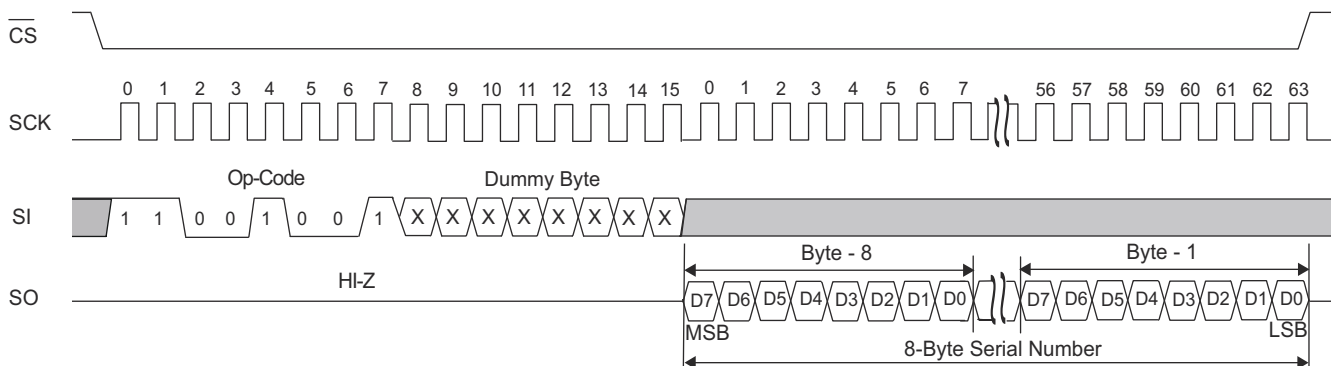 CS
0 1 2 3 4 5 6 7 8 9 10 11 12 13 14 15 0 1 2 3 4 5 6 7 56 57 58 59 60 61 62 63
SCK
Op-Code Dummy Byte
SI 1 1 0 0 1 0 0 1 X X X X X X X X
Byte - 8 Byte - 1
HI-Z
SO D7 D6 D5 D4 D3 D2 D1 D0 D7 D6 D5 D4 D3 D2 D1 D0
MSB LSB
8-Byte Serial Number